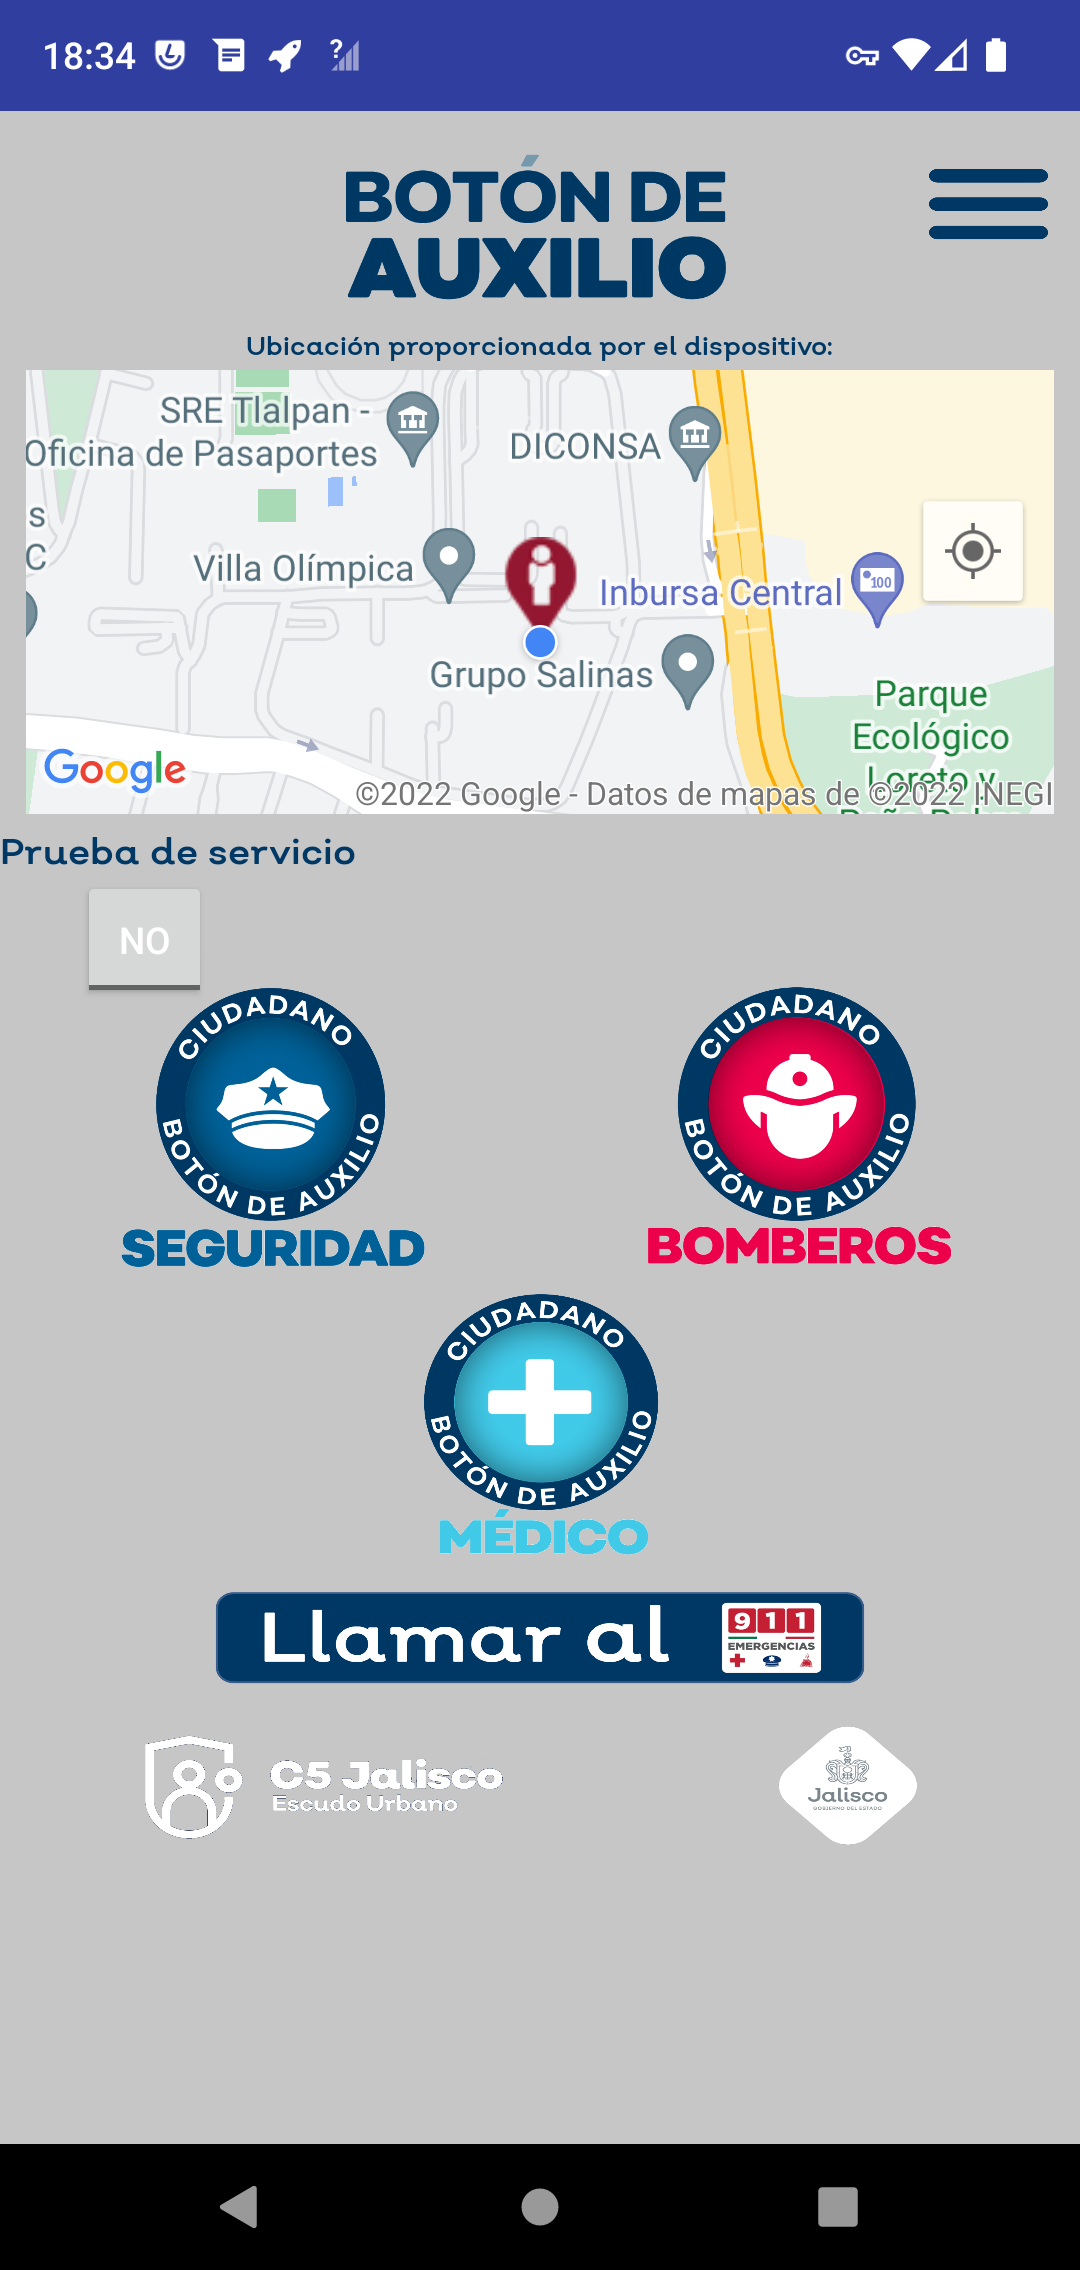 18:34
BOTÓN DE
AUXILIO
Ubicación proporcionada por el dispositivo:
SRE Tlalpan -
Oficina de Pasaportes
DICONSA
s
C
Villa Olímpica
Inbursa Central
100
Grupo Salinas
Parque
Ecológico
Loreto y
Google
©2022 Google - Datos de mapas de ©2022 INEGI
Prueba de servicio
NO
CIUDADANO
BOTÓN DE AUXILIO
SEGURIDAD
CIUDADANO
BOTÓN DE AUXILIO
BOMBEROS
CIUDADANO
BOTÓN DE AUXILIO
MÉDICO
Llamar al
911
EMERGENCIAS
C5 Jalisco
Escudo Urbano
Jalisco
GOBIERNO DEL ESTADO